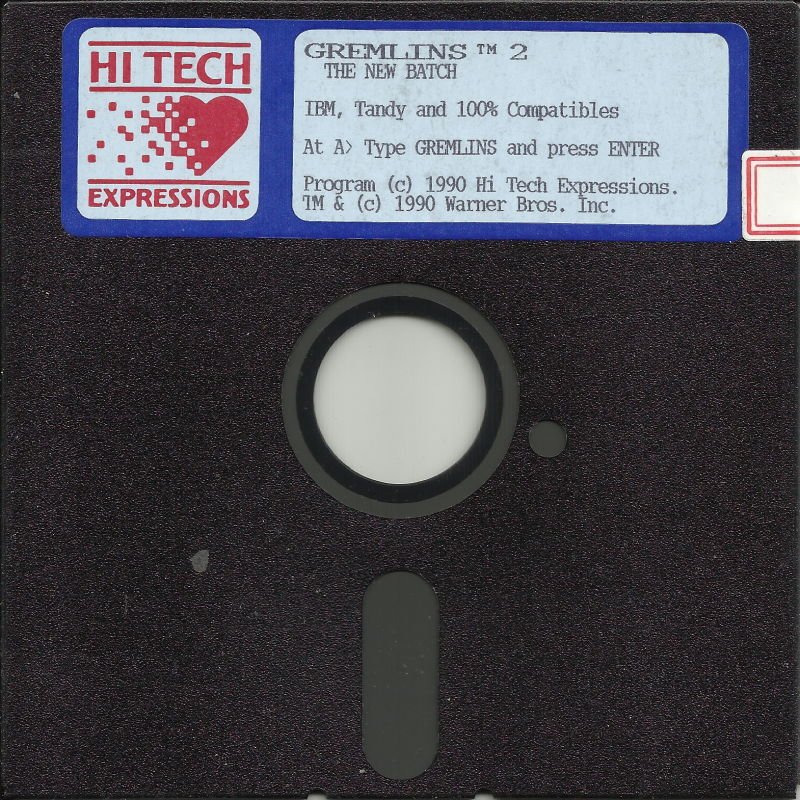 HI TECH
EXPRESSIONS
GREMLINS ™ 2
THE NEW BATCH
IBM, Tandy and 100% Compatibles
At A> Type GREMLINS and press ENTER
Program (c) 1990 Hi Tech Expressions.
TM & (c) 1990 Warner Bros. Inc.